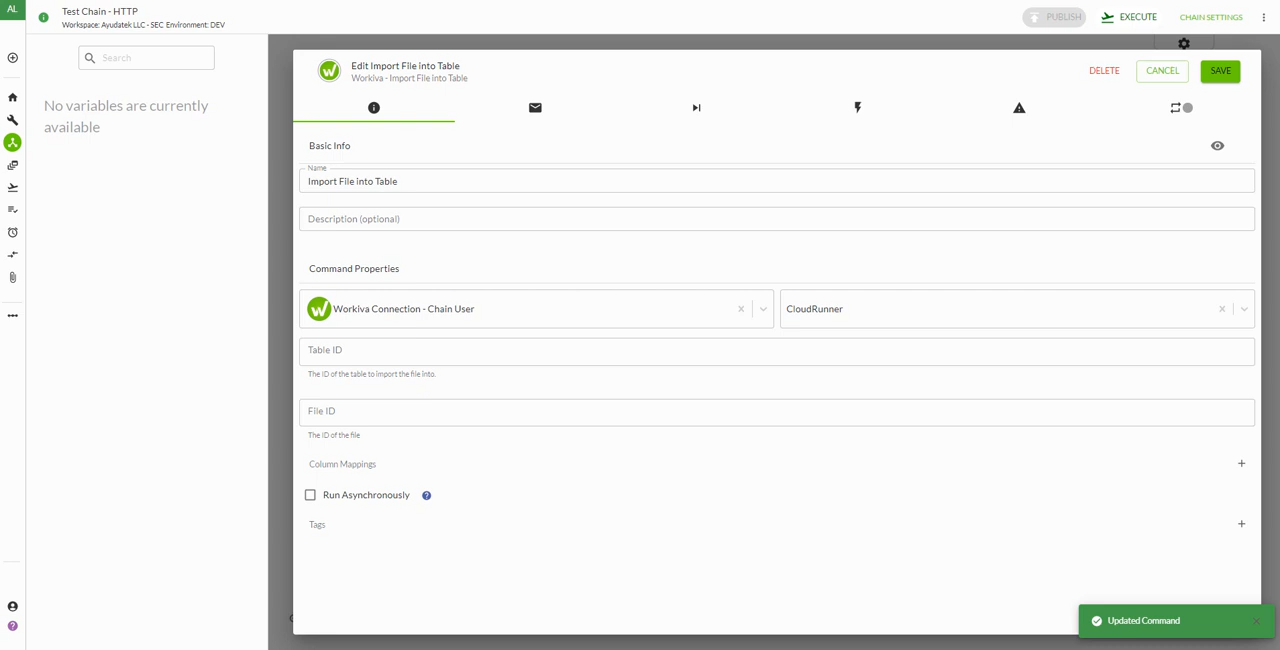 AL
Test Chain - HTTP
Workspace: Ayudatek LLC - SEC Environment: DEV
PUBLISH
EXECUTE
CHAIN SETTINGS
Search
No variables are currently
available
Edit Import File into Table
Workiva - Import File into Table
DELETE
CANCEL
SAVE
Basic Info
Name
Import File into Table
Description (optional)
Command Properties
Workiva Connection - Chain User
CloudRunner
Table ID
The ID of the table to import the file into.
File ID
The ID of the file
Column Mappings
Run Asynchronously
Tags
Updated Command